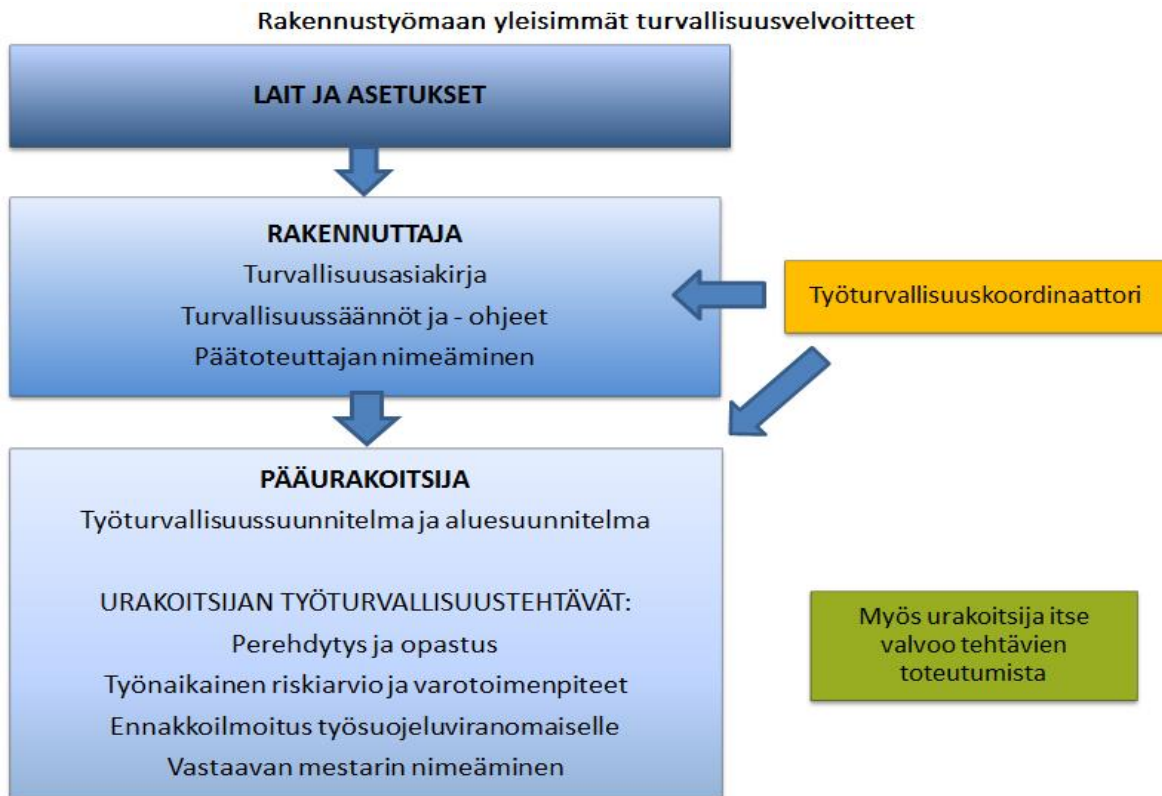 Rakennustyömaan yleisimmät turvallisuusvelvoitteet
LAIT JA ASETUKSET
RAKENNUTTAJA
Turvallisuusasiakirja
Turvallisuussäännöt ja - ohjeet
Päätoteuttajan nimeäminen
Työturvallisuuskoordinaattori
PÄÄURAKOITSIJA
Työturvallisuussuunnitelma ja aluesuunnitelma
URAKOITSIJAN TYÖTURVALLISUUSTEHTÄVÄT:
Perehdytys ja opastus
Työnaikainen riskiarvio ja varotoimenpiteet
Ennakkoilmoitus työsuojeluviranomaiselle
Vastaavan mestarin nimeäminen
Myös urakoitsija itse
valvoo tehtävien
toteutumista